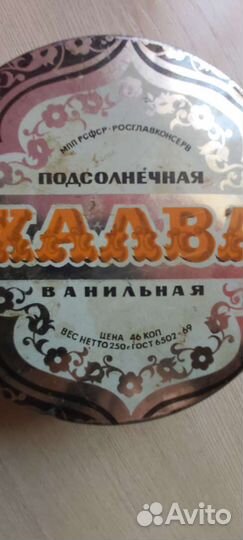 МПП РСФСР-РОСГЛАВКОНСЕРВ
ПОДСОЛНЕЧНАЯ
ХАЛВА
ВАНИЛЬНАЯ
ЦЕНА 46 КОП
ВЕС НЕТТО 250г. ГОСТ 6502-69
Avito